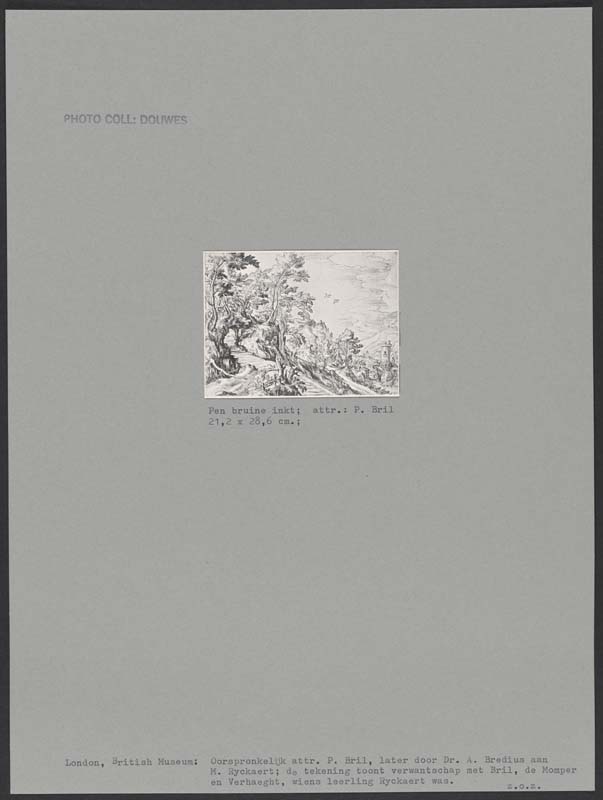 PHOTO COLL: DOUWES
Pen bruine inkt; attr.: P. Bril
21,2 x 28,6 cm.;
London, British Museum: Oorspronkelijk attr. P. Bril, later door Dr. A. Bredius aan
M. Ryckaert; de tekening toont verwantschap met Bril, de Momper
en Verhaeght, wiens leerling Ryckaert was.
z.o.z.